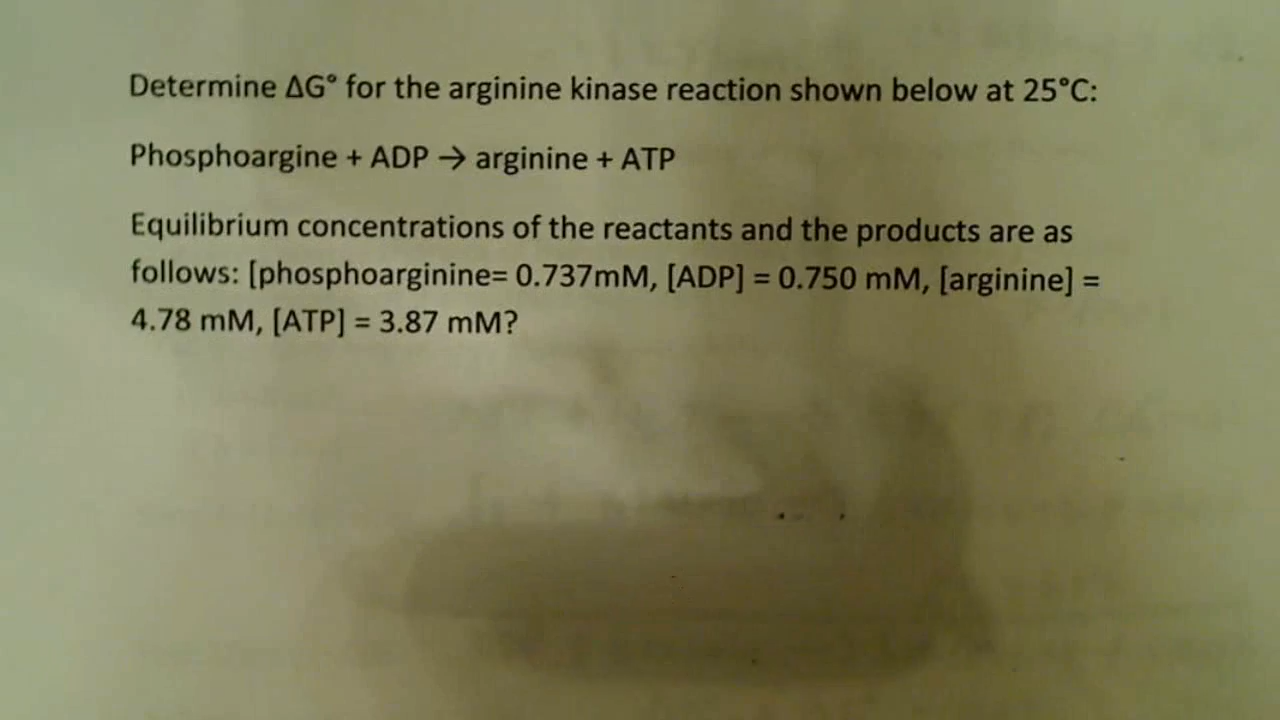 Determine ΔG° for the arginine kinase reaction shown below at 25°C:
Phosphoargine + ADP → arginine + ATP
Equilibrium concentrations of the reactants and the products are as
follows: [phosphoarginine= 0.737mM, [ADP] = 0.750 mM, [arginine] =
4.78 mM, [ATP] = 3.87 mM?